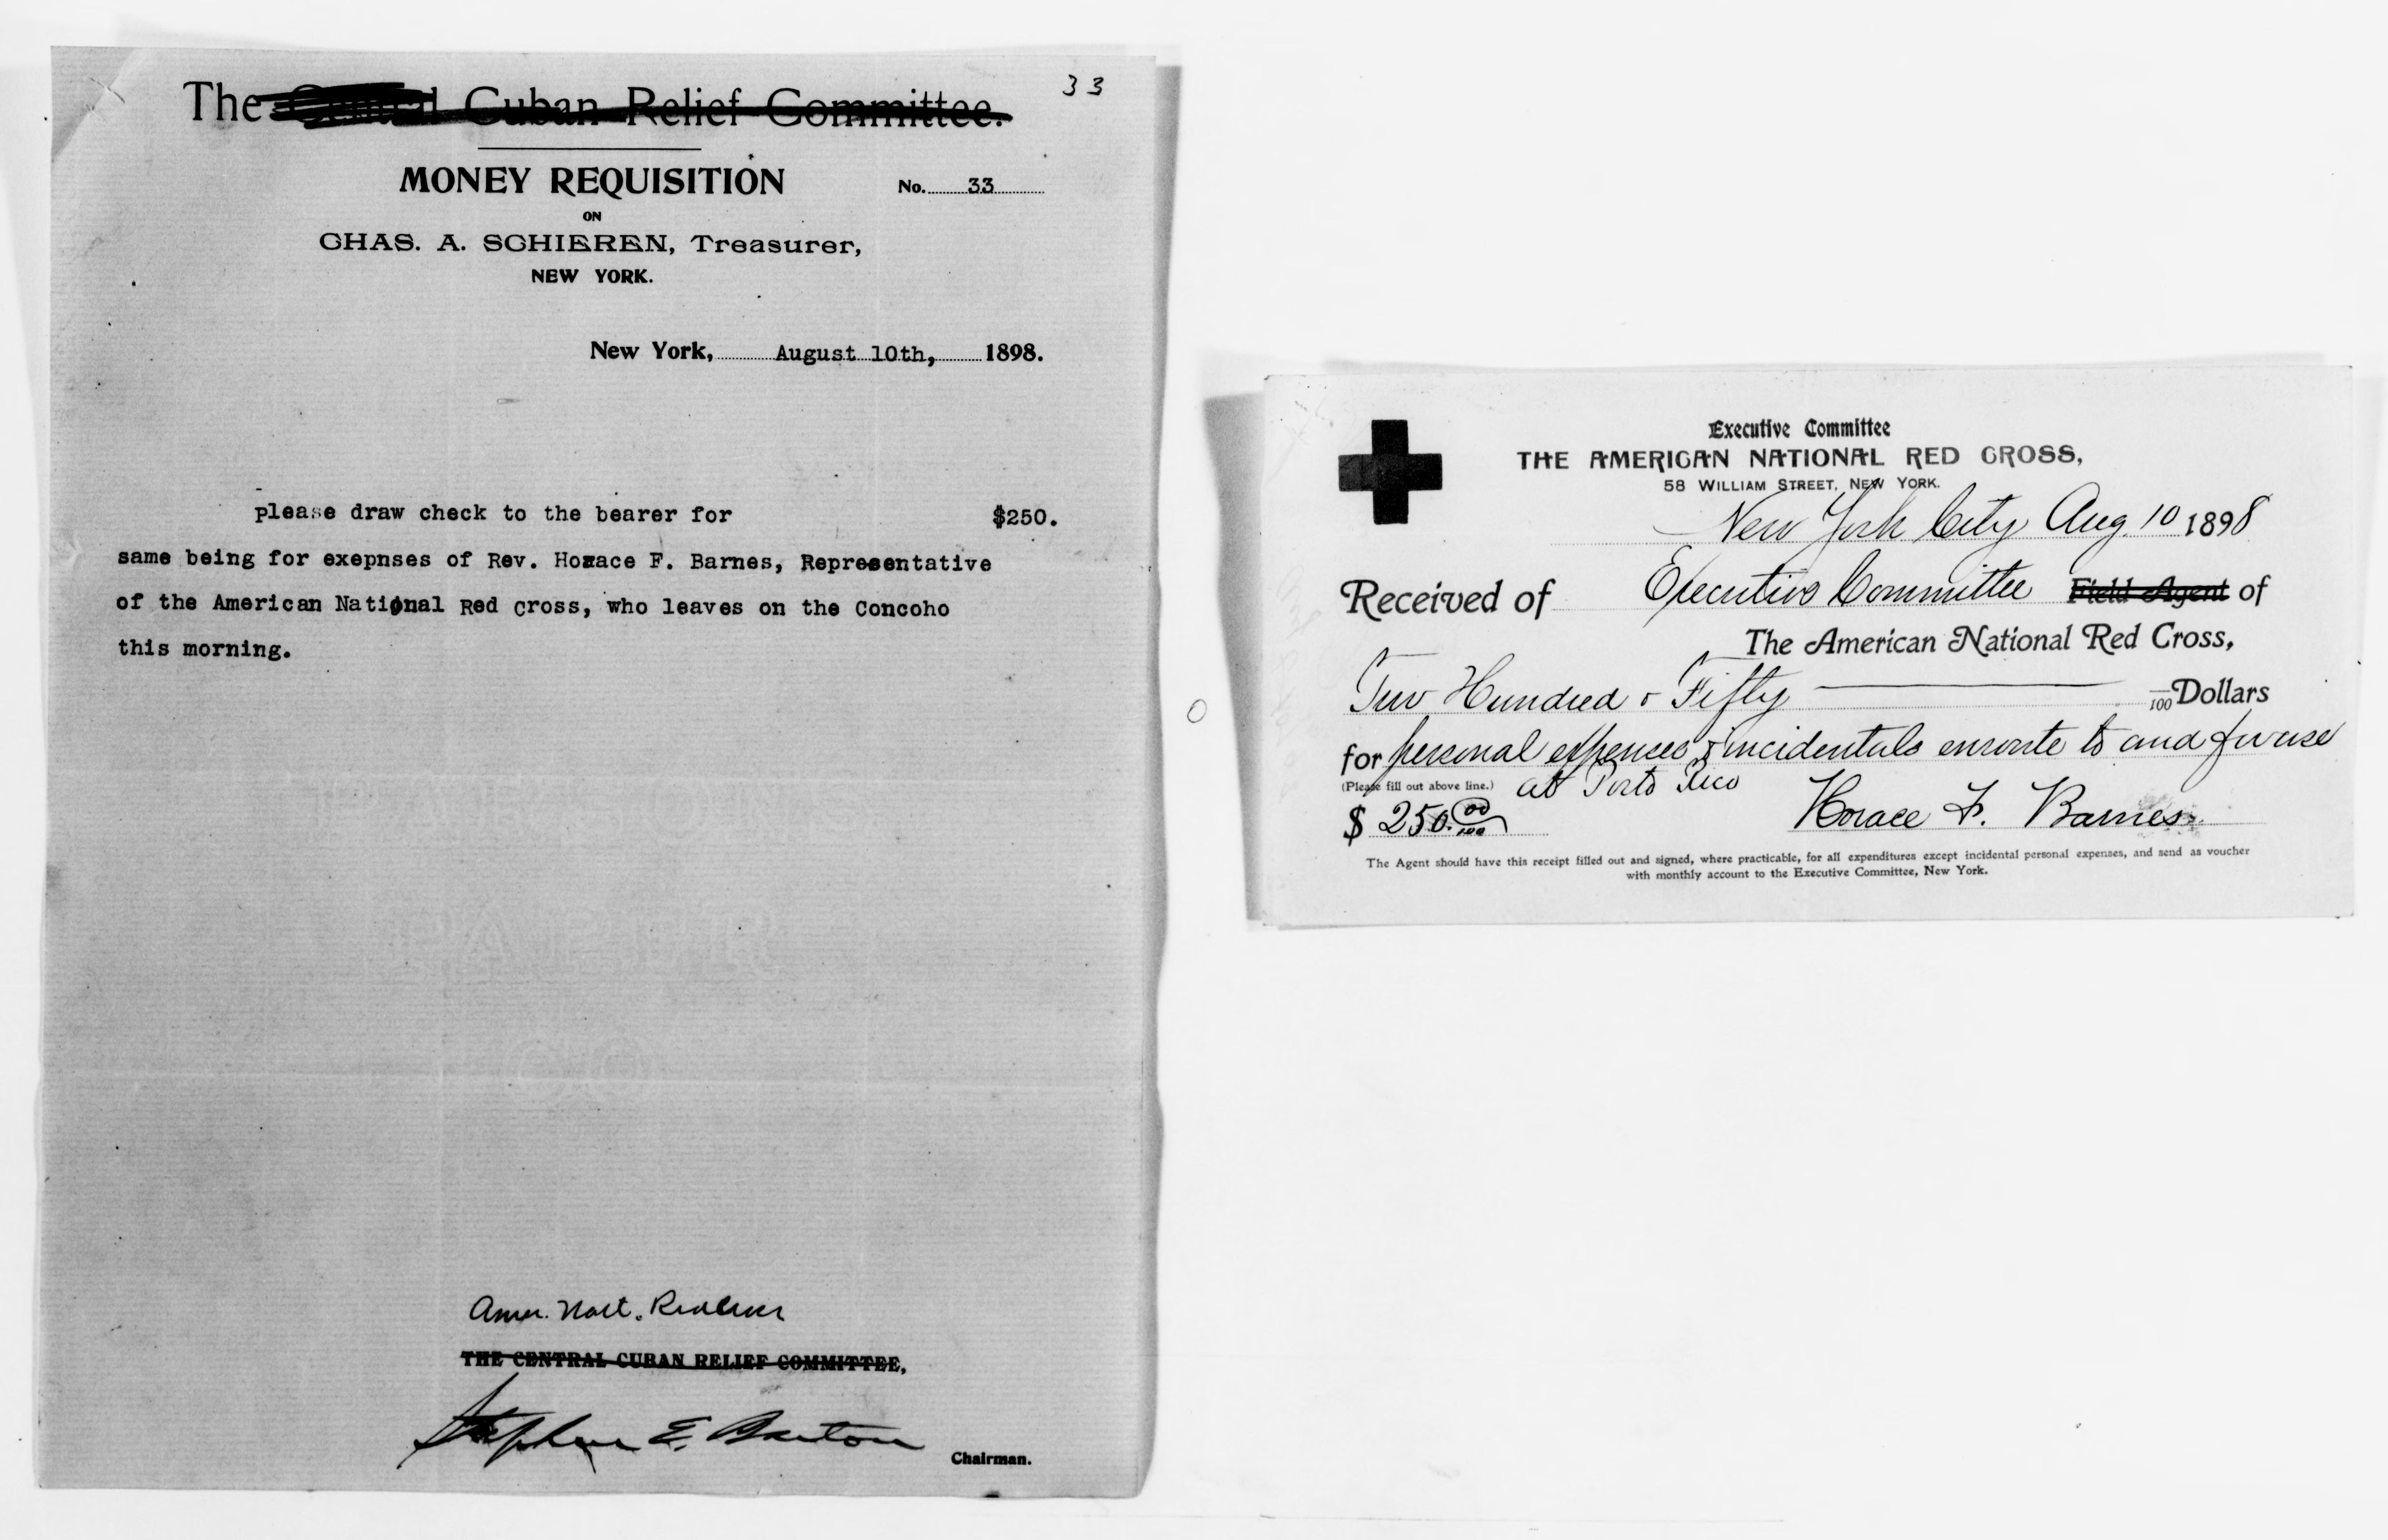 33
The Central Cuban Relief Committee.
MONEY REQUISITION
No. 33
ON
CHAS. A. SCHIEREN, Treasurer,
NEW YORK.
New York, August 10th, 1898.
please draw check to the bearer for $250.
same being for exepnses of Rev. Horace F. Barnes, Representative
of the American National Red Cross, who leaves on the Concoho
this morning.
Amer. Natt. Red Cross
THE CENTRAL CUBAN RELIEF COMMITTEE,
Stephen E. Barton
Chairman.
Executive Committee
THE AMERICAN NATIONAL RED CROSS,
58 WILLIAM STREET, NEW YORK.
New York City Aug. 10 1898
Received of Executive Committee Field Agent of
The American National Red Cross,
Two Hundred & Fifty /100 Dollars
for personal expenses & incidentals enroute to and for use
(Please fill out above line.) at Porto Rico
$ 250.00/100 Horace F. Barnes.
The Agent should have this receipt filled out and signed, where practicable, for all expenditures except incidental personal expenses, and send as voucher
with monthly account to the Executive Committee, New York.